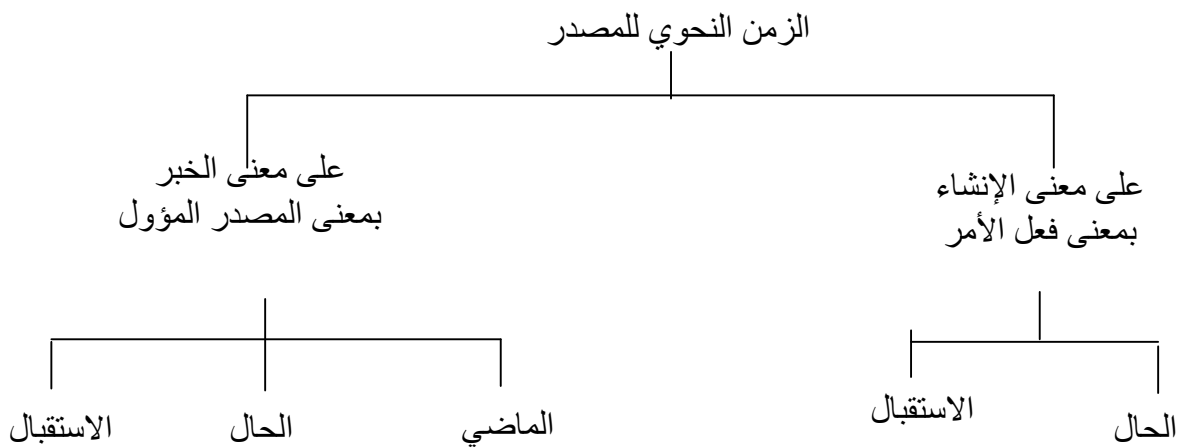 الزمن النحوي للمصدر
على معنى الإنشاء
بمعنى فعل الأمر
على معنى الخبر
بمعنى المصدر المؤول
الحال
الاستقبال
الماضي
الحال
الاستقبال